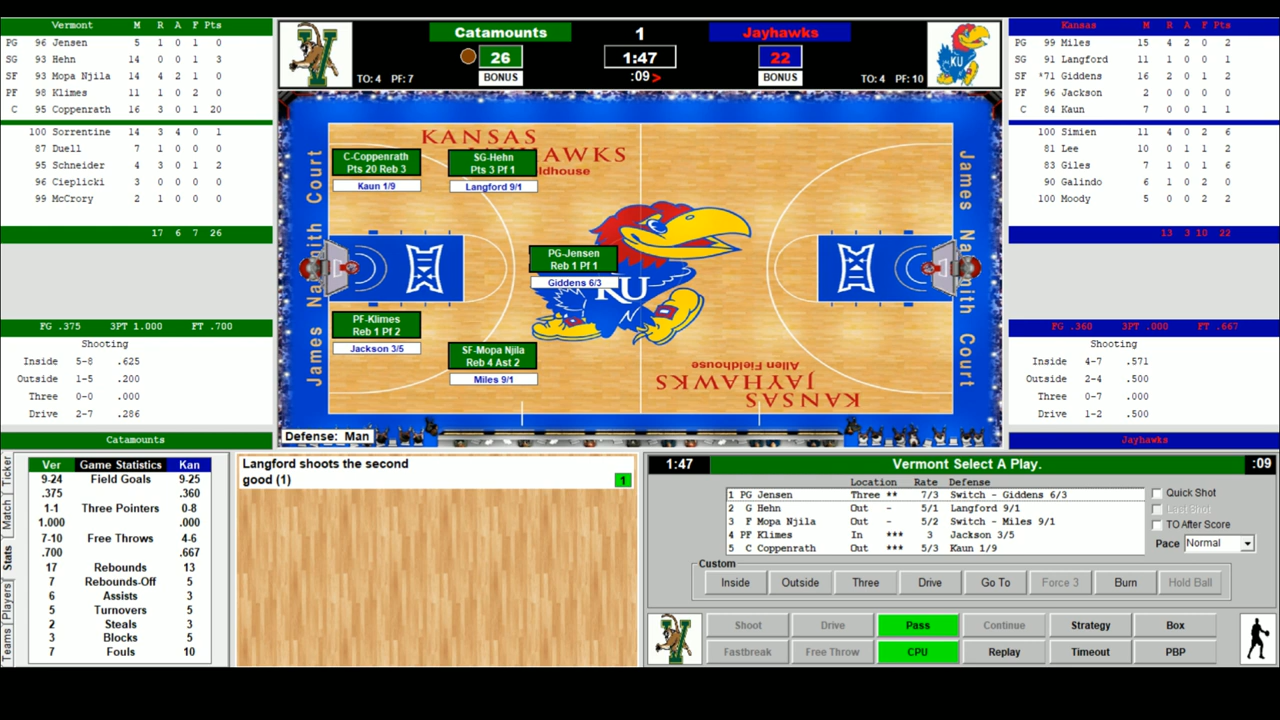 Vermont M R A F Pts
PG 96 Jensen 5 1 0 1 0
SG 93 Hehn 14 0 0 1 3
SF 93 Mopa Njila 14 4 2 1 0
PF 98 Klimes 11 1 0 2 0
C 95 Coppenrath 16 3 0 1 20
100 Sorrentine 14 3 4 0 1
87 Duell 7 1 0 0 0
95 Schneider 4 3 0 1 2
96 Cieplicki 3 0 0 0 0
99 McCrory 2 1 0 0 0
17 6 7 26
FG .375 3PT 1.000 FT .700
Shooting
Inside 5-8 .625
Outside 1-5 .200
Three 0-0 .000
Drive 2-7 .286
Catamounts
V
TO: 4 PF: 7
Catamounts
26
BONUS
1
1:47
:09 >
Jayhawks
22
BONUS
TO: 4 PF: 10
KU
KANSAS
JAYHAWKS
James Naismith Court
C-Coppenrath
Pts 20 Reb 3
Kaun 1/9
SG-Hehn
Pts 3 Pf 1
Langford 9/1
PG-Jensen
Reb 1 Pf 1
Giddens 6/3
KU
PF-Klimes
Reb 1 Pf 2
Jackson 3/5
SF-Mopa Njila
Reb 4 Ast 2
Miles 9/1
Allen Fieldhouse
JAYHAWKS
KANSAS
James Naismith Court
Defense: Man
Kansas M R A F Pts
PG 99 Miles 15 4 2 0 2
SG 91 Langford 11 1 0 0 1
SF *71 Giddens 16 2 0 1 2
PF 96 Jackson 2 0 0 0 0
C 84 Kaun 7 1 0 1 1
100 Simien 11 4 0 2 6
81 Lee 10 0 1 1 2
83 Giles 7 1 0 1 6
90 Galindo 6 1 0 2 0
100 Moody 5 0 0 2 2
13 3 10 22
FG .360 3PT .000 FT .667
Shooting
Inside 4-7 .571
Outside 2-4 .500
Three 0-7 .000
Drive 1-2 .500
Jayhawks
Ticker
Match
Stats
Players
Teams
Ver Game Statistics Kan
9-24 Field Goals 9-25
.375 .360
1-1 Three Pointers 0-8
1.000 .000
7-10 Free Throws 4-6
.700 .667
17 Rebounds 13
7 Rebounds-Off 5
6 Assists 3
5 Turnovers 5
2 Steals 3
3 Blocks 5
7 Fouls 10
Langford shoots the second
good (1)
1
1:47 Vermont Select A Play. :09
Location Rate Defense
1 PG Jensen Three ** 7/3 Switch - Giddens 6/3
2 G Hehn Out - 5/1 Langford 9/1
3 F Mopa Njila Out - 5/2 Switch - Miles 9/1
4 PF Klimes In *** 3 Jackson 3/5
5 C Coppenrath Out *** 5/3 Kaun 1/9
Quick Shot
Last Shot
TO After Score
Pace Normal
Custom
Inside Outside Three Drive Go To Force 3 Burn Hold Ball
V
Shoot Drive Pass Continue Strategy Box
Fastbreak Free Throw CPU Replay Timeout PBP